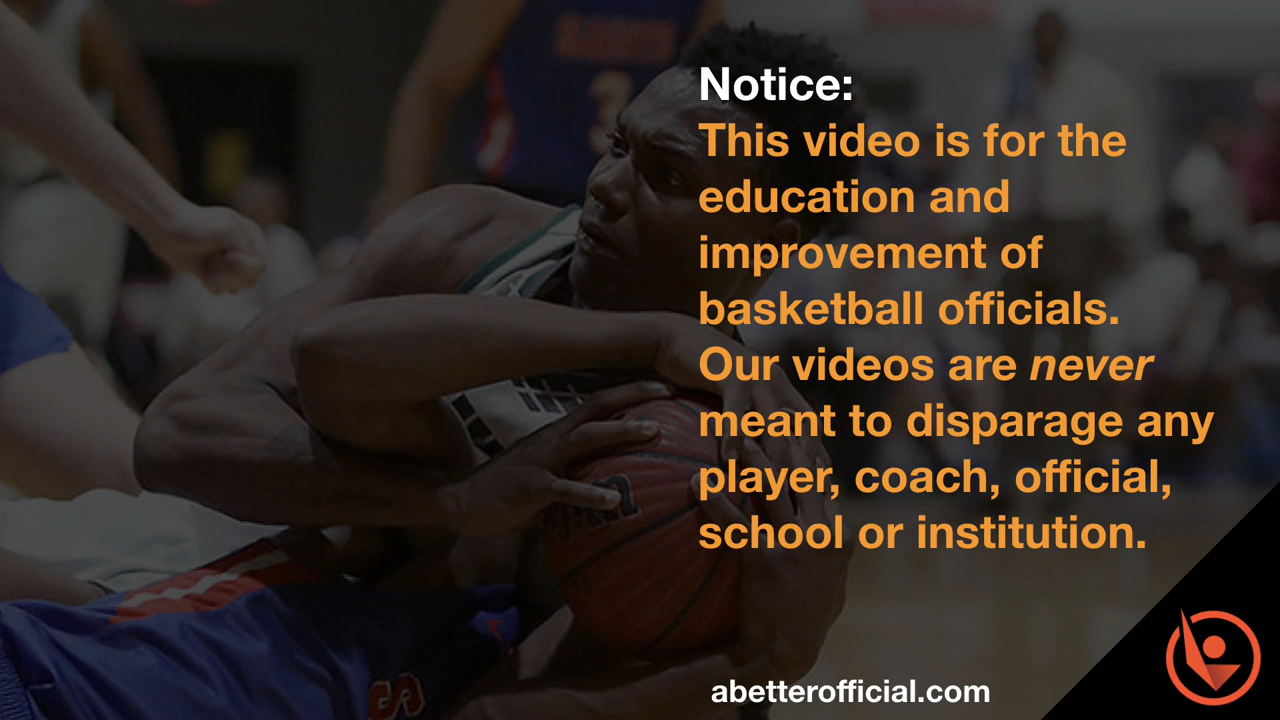 Notice:
This video is for the
education and
improvement of
basketball officials.
Our videos are never
meant to disparage any
player, coach, official,
school or institution.
abetterofficial.com